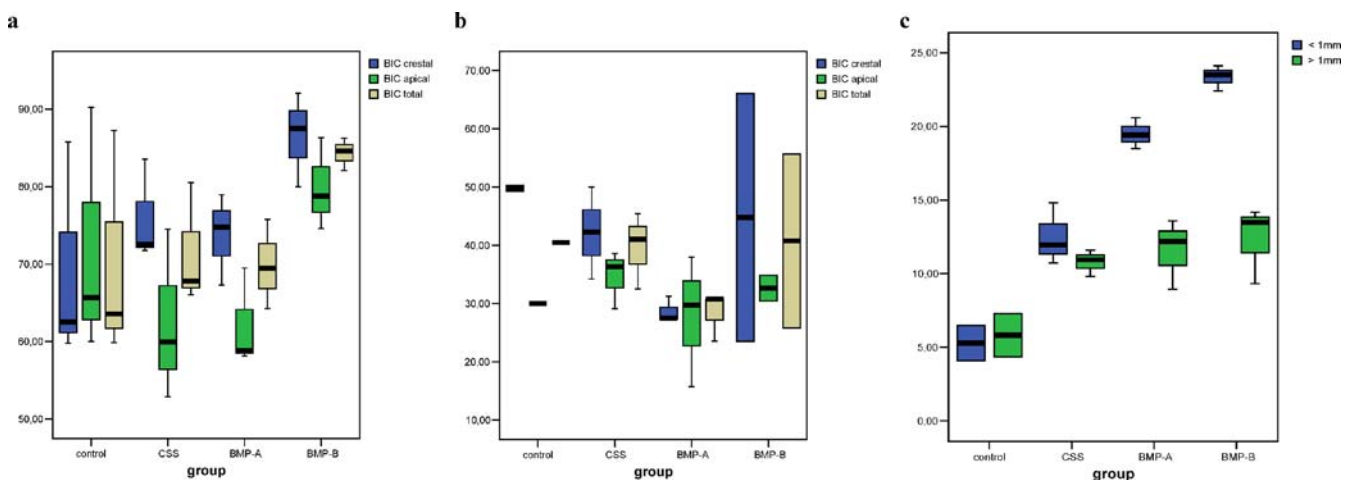 a
BIC crestal
BIC apical
BIC total
90,00
80,00
70,00
60,00
50,00
control CSS BMP-A BMP-B
group
b
BIC crestal
BIC apical
BIC total
70,00
60,00
50,00
40,00
30,00
20,00
10,00
control CSS BMP-A BMP-B
group
c
< 1mm
> 1mm
25,00
20,00
15,00
10,00
5,00
0,00
control CSS BMP-A BMP-B
group